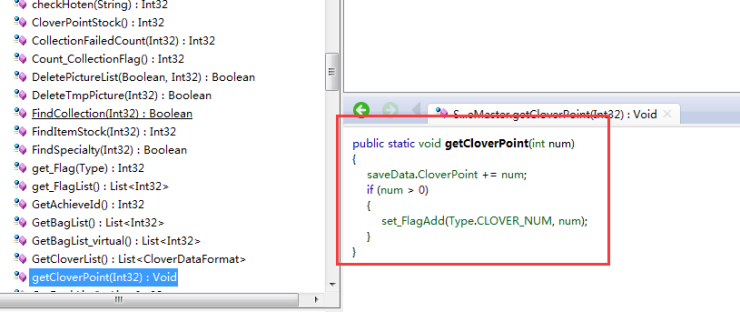 checkHoten(String) : Int32
CloverPointStock() : Int32
CollectionFailedCount(Int32) : Int32
Count_CollectionFlag() : Int32
DeletePictureList(Boolean, Int32) : Boolean
DeleteTmpPicture(Int32) : Boolean
FindCollection(Int32) : Boolean
FindItemStock(Int32) : Int32
FindSpecialty(Int32) : Boolean
get_Flag(Type) : Int32
get_FlagList() : List<Int32>
GetAchieveId() : Int32
GetBagList() : List<Int32>
GetBagList_virtual() : List<Int32>
GetCloverList() : List<CloverDataFormat>
getCloverPoint(Int32) : Void
S...eMaster.getCloverPoint(Int32) : Void
public static void getCloverPoint(int num)
{
saveData.CloverPoint += num;
if (num > 0)
{
set_FlagAdd(Type.CLOVER_NUM, num);
}
}